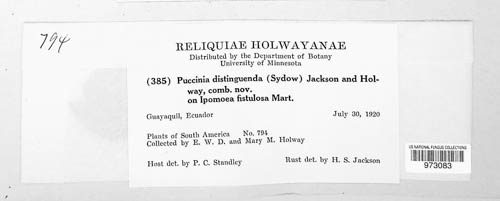 794
RELIQUIAE HOLWAYANAE
Distributed by the Department of Botany
University of Minnesota
(385) Puccinia distinguenda (Sydow) Jackson and Hol-
way, comb. nov.
on Ipomoea fistulosa Mart.
Guayaquil, Ecuador July 30, 1920
Plants of South America No. 794
Collected by E. W. D. and Mary M. Holway
Host det. by P. C. Standley Rust det. by H. S. Jackson
US NATIONAL FUNGUS COLLECTIONS
973083